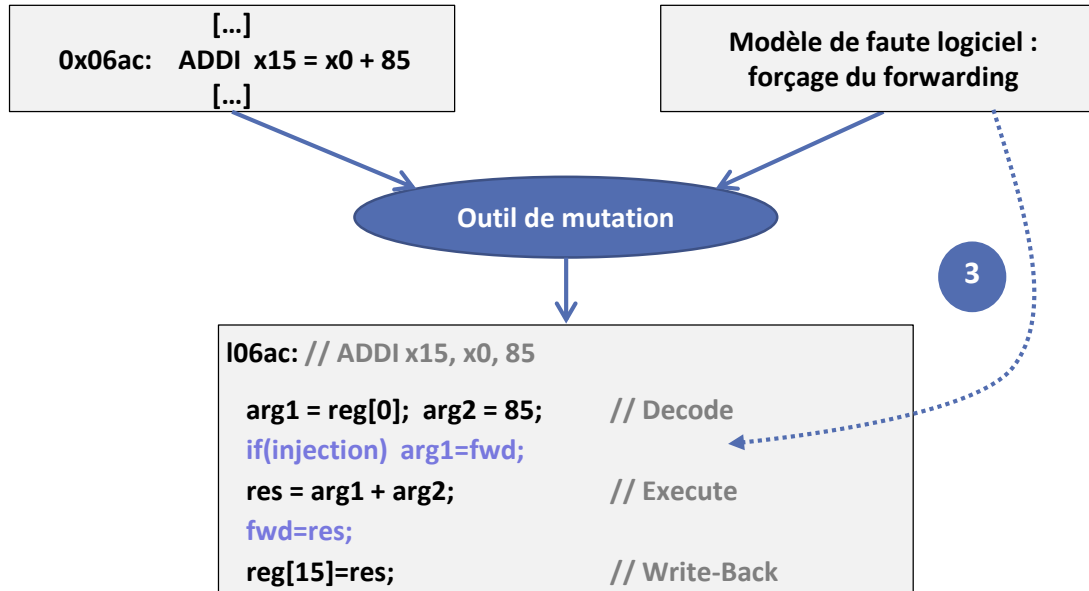 […]
0x06ac: ADDI x15 = x0 + 85
[…]
Modèle de faute logiciel :
forçage du forwarding
Outil de mutation
3
l06ac: // ADDI x15, x0, 85
arg1 = reg[0]; arg2 = 85; // Decode
if(injection) arg1=fwd;
res = arg1 + arg2; // Execute
fwd=res;
reg[15]=res; // Write-Back